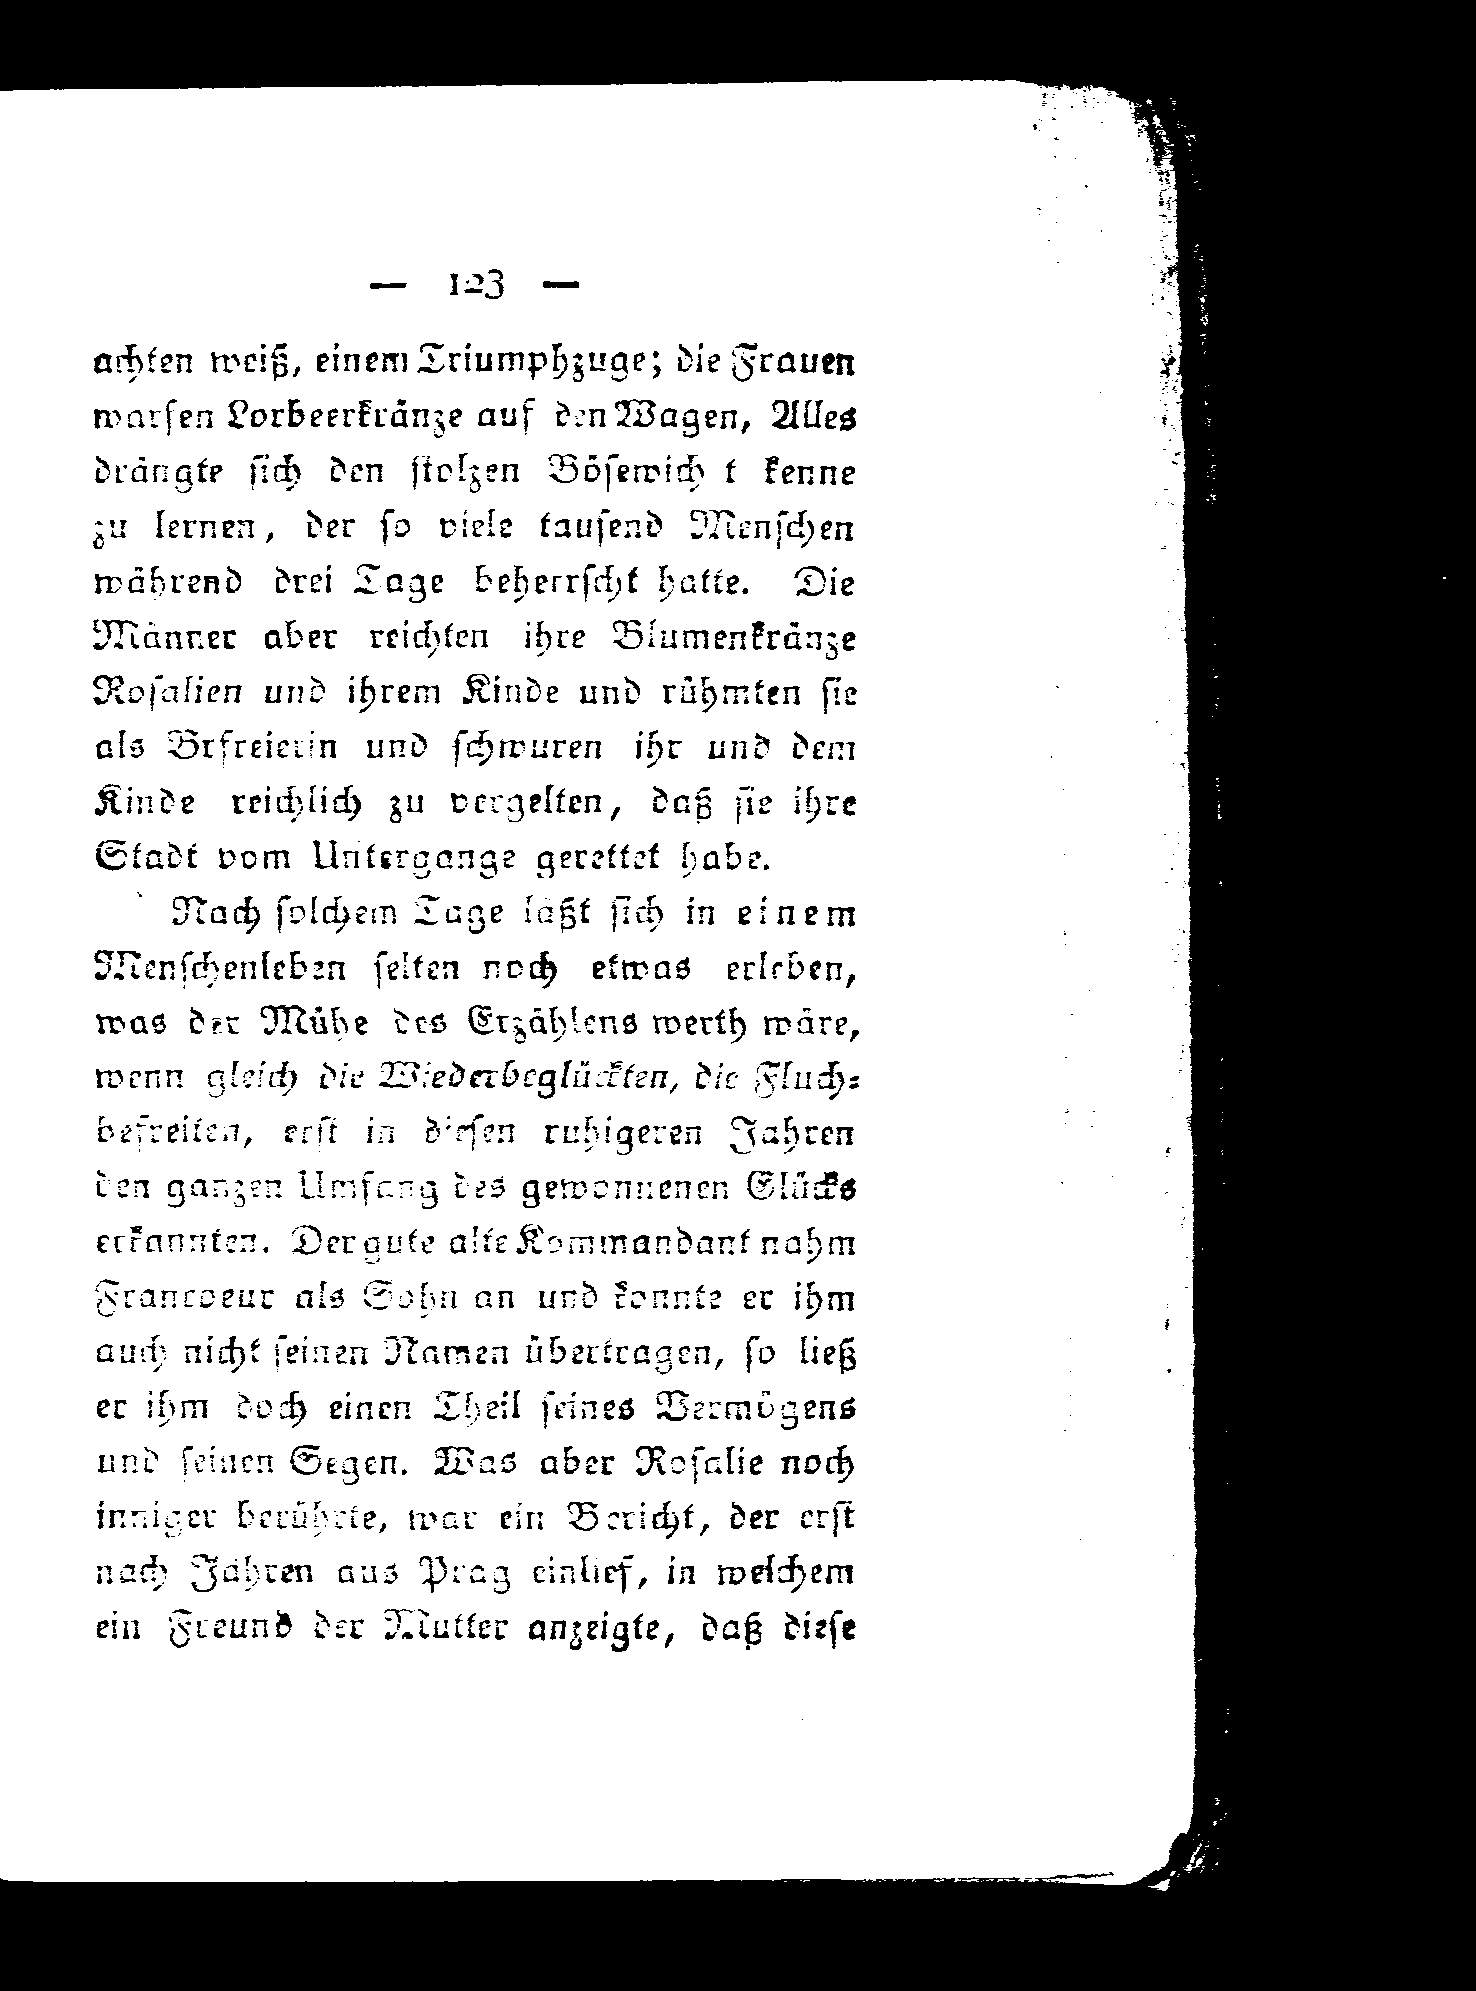 — 123 —
achten weiß, einem Triumphzuge; die Frauen
warfen Lorbeerkränze auf den Wagen, Alles
drängte sich den stolzen Bösewich t kenne
zu lernen, der so viele tausend Menschen
während drei Tage beherrscht hatte. Die
Männer aber reichten ihre Blumenkränze
Rosalien und ihrem Kinde und rühmten sie
als Brfreierin und schwuren ihr und dem
Kinde reichlich zu vergelten, daß sie ihre
Stadt vom Untergange gerettet habe.
Nach solchem Tage läßt sich in einem
Menschenleben selten noch etwas erleben,
was der Mühe des Erzählens werth wäre,
wenn gleich die Wiederbeglückten, die Fluch⸗
befreiten, erst in diesen ruhigeren Jahren
den ganzen Umfang des gewonnenen Glücks
erkannten. Der gute alte Kommandant nahm
Francoeur als Sohn an und konnte er ihm
auch nicht seinen Namen übertragen, so ließ
er ihm doch einen Theil seines Vermögens
und seinen Segen. Was aber Rosalie noch
inniger berührte, war ein Bericht, der erst
nach Jahren aus Prag einlief, in welchem
ein Freund der Mutter anzeigte, daß diese